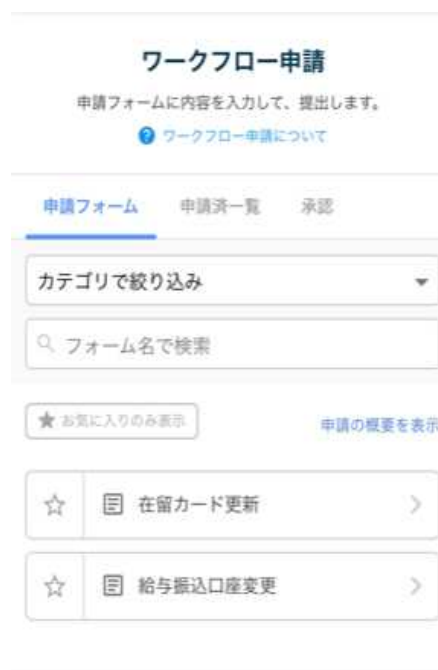 ワークフロー申請
申請フォームに内容を入力して、提出します。
? ワークフロー申請について
申請フォーム 申請済一覧 承認
カテゴリで絞り込み
フォーム名で検索
★ お気に入りのみ表示 申請の概要を表示
☆ 在留カード更新
☆ 給与振込口座変更